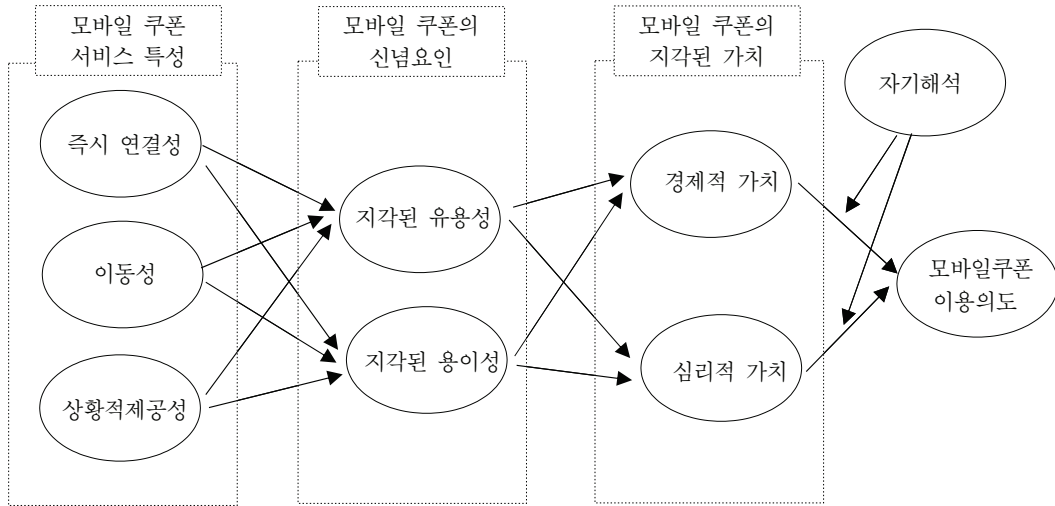 모바일 쿠폰
서비스 특성
즉시 연결성
이동성
상황적제공성
모바일 쿠폰의
신념요인
지각된 유용성
지각된 용이성
모바일 쿠폰의
지각된 가치
경제적 가치
심리적 가치
자기해석
모바일쿠폰
이용의도